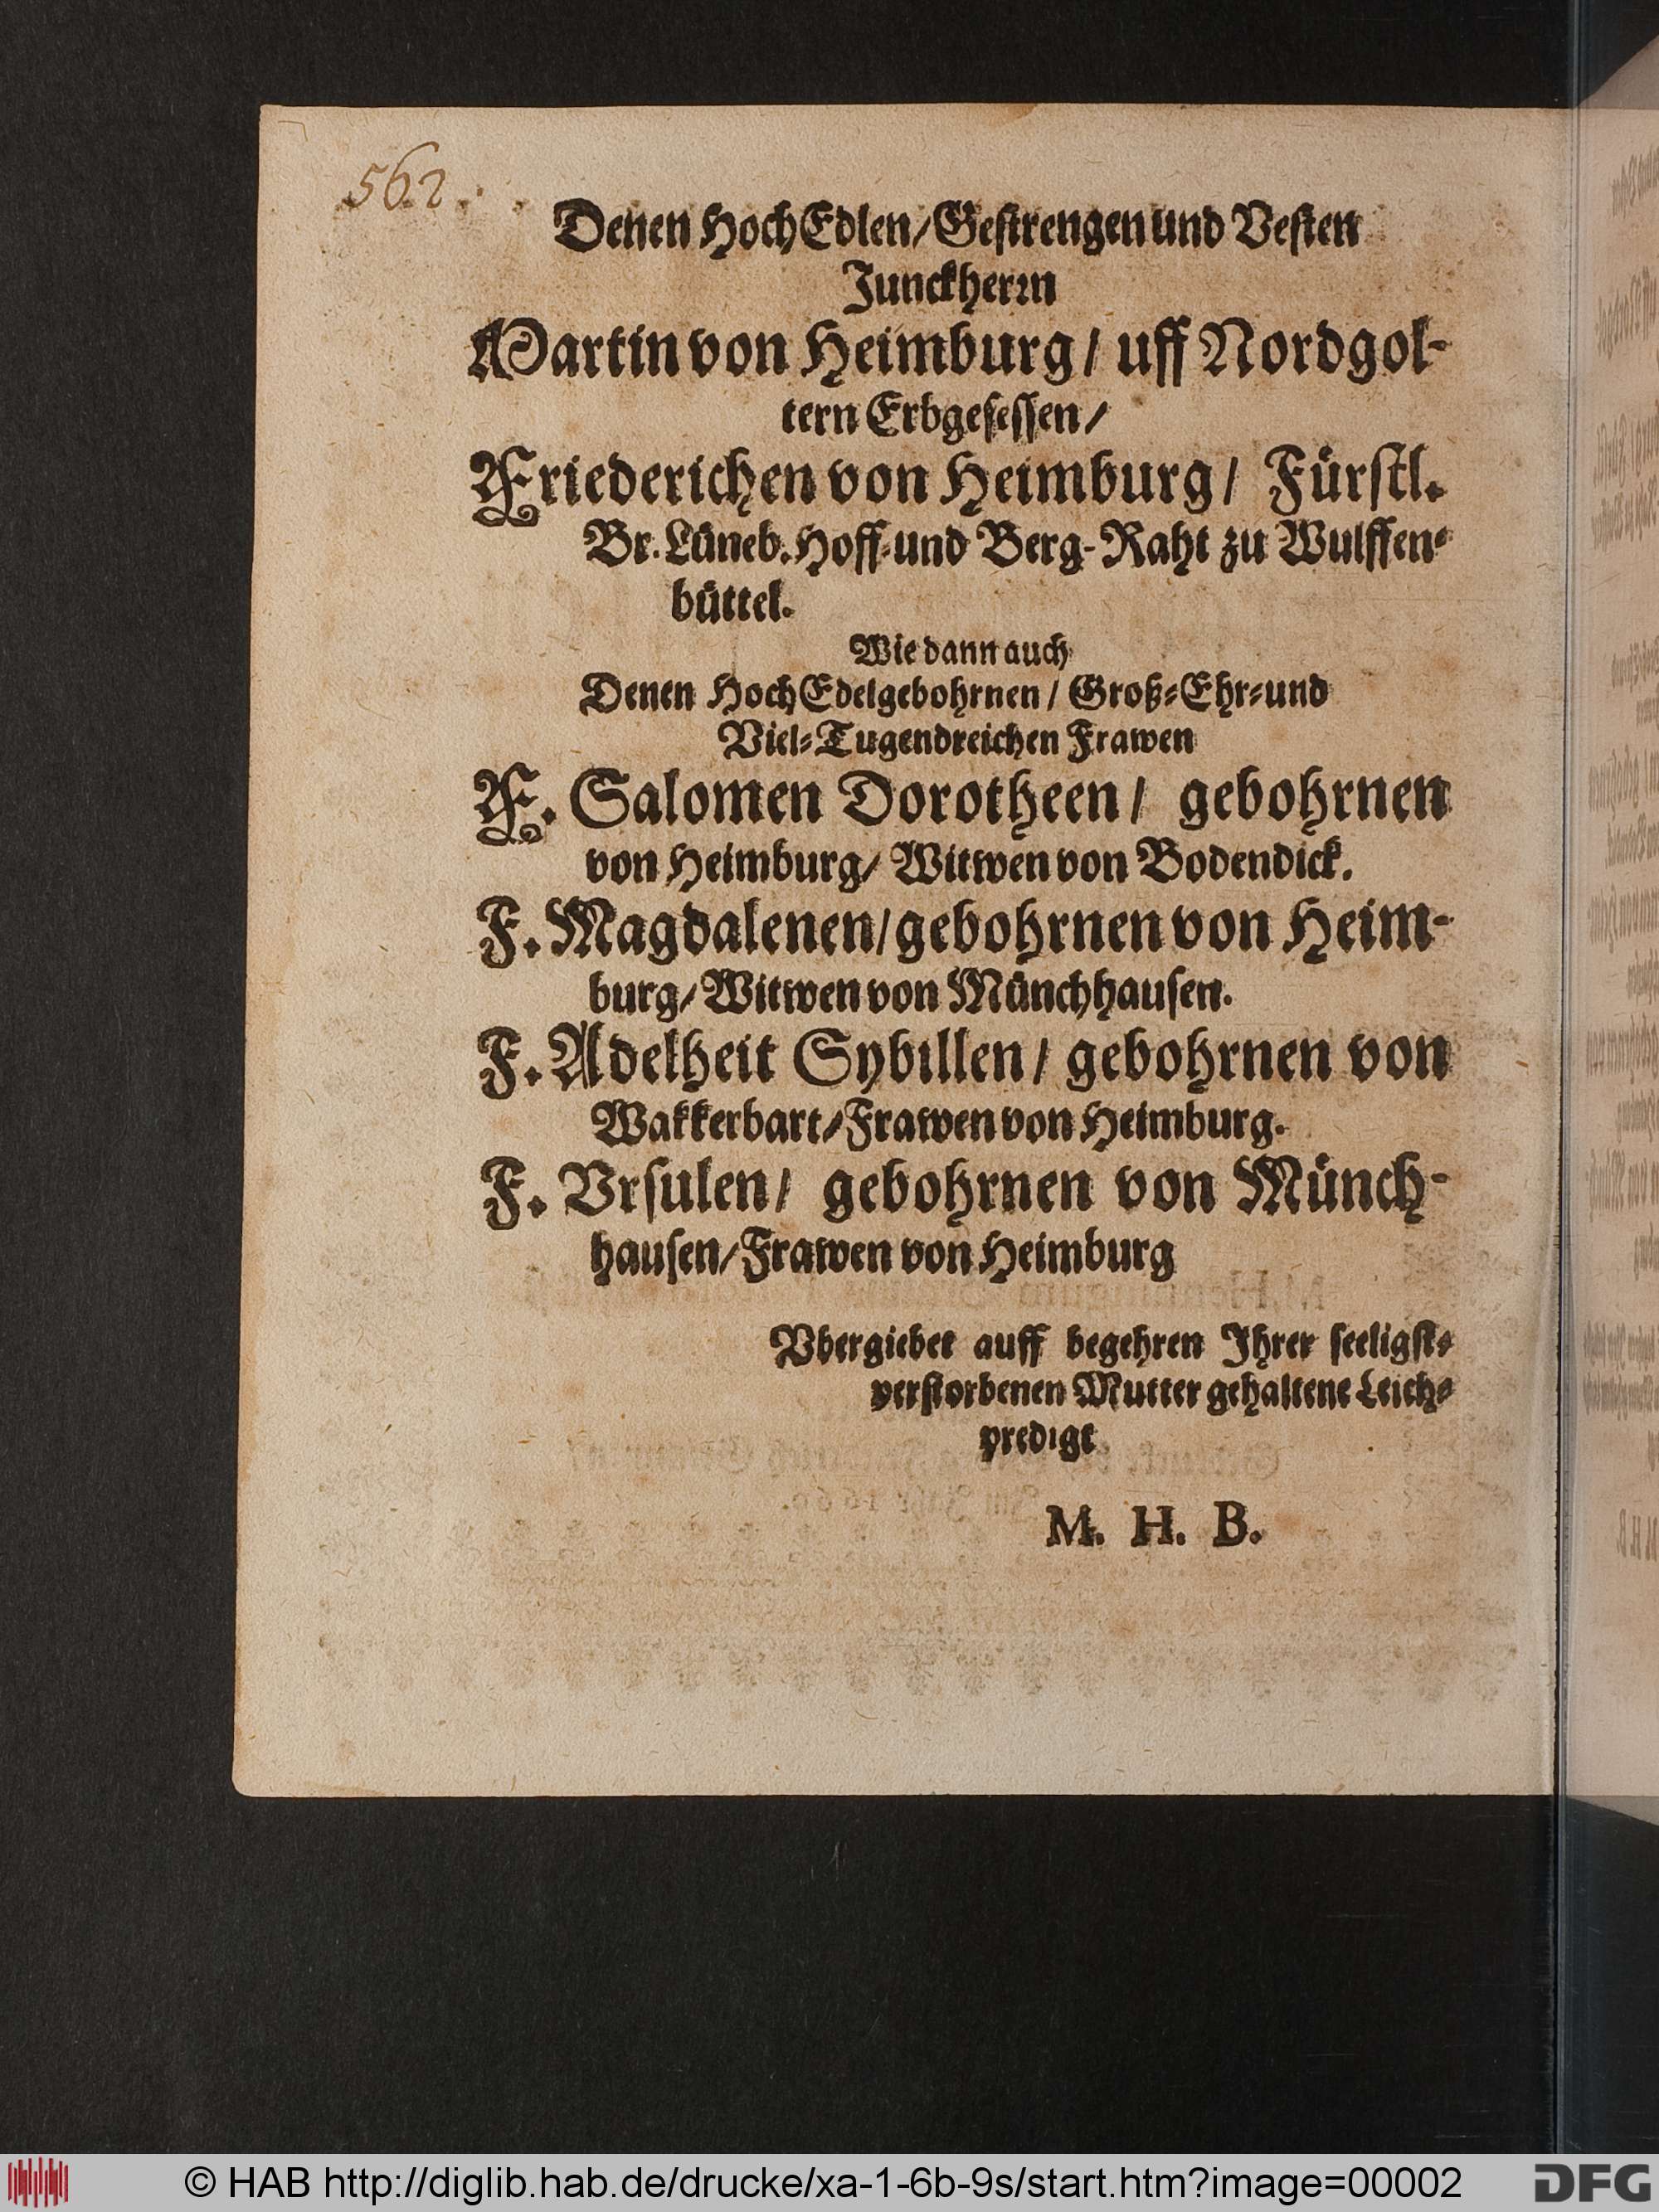 562.
Denen HochEdlen/Gestrengen und Vesten
Junckherꝛn
Martin von Heimburg/ uff Nordgol-
tern Erbgesessen/
Friederichen von Heimburg/ Fürstl.
Br. Lüneb. Hoff-und Berg-Raht zu Wulffen-
büttel.
Wie dann auch
Denen HochEdelgebohrnen/ Groß-Ehr-und
Viel-Tugendreichen Frawen
F. Salomen Dorotheen/ gebohrnen
von Heimburg/ Witwen von Bodendick.
F. Magdalenen/gebohrnen von Heim-
burg/ Witwen von Münchhausen.
F. Adelheit Sybillen/ gebohrnen von
Wakkerbart/Frawen von Heimburg.
F. Vrsulen/ gebohrnen von Münch-
hausen/Frawen von Heimburg
Vbergiebet auff begehren Ihrer seeligst-
verstorbenen Mutter gehaltene Leich-
predigt
M. H. B.
© HAB http://diglib.hab.de/drucke/xa-1-6b-9s/start.htm?image=00002
DFG